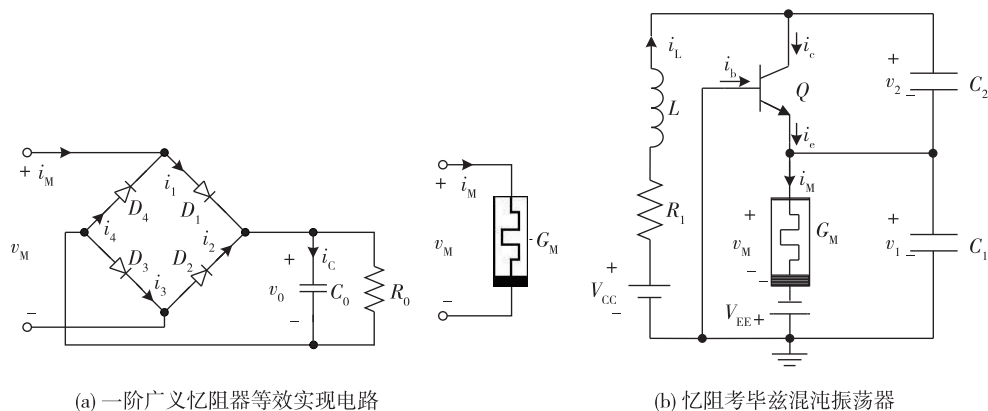 + i_M
v_M
−
D_4
i_1
D_1
i_4
i_2
D_3
D_2
i_3
+
v_0
−
i_C
C_0
R_0
+ i_M
v_M
−
G_M
i_L
L
R_1
+
V_CC
−
i_b
Q
i_c
i_e
i_M
+
v_M
−
−
G_M
V_EE +
+
v_2
−
C_2
+
v_1
−
C_1
(a) 一阶广义忆阻器等效实现电路
(b) 忆阻考毕兹混沌振荡器